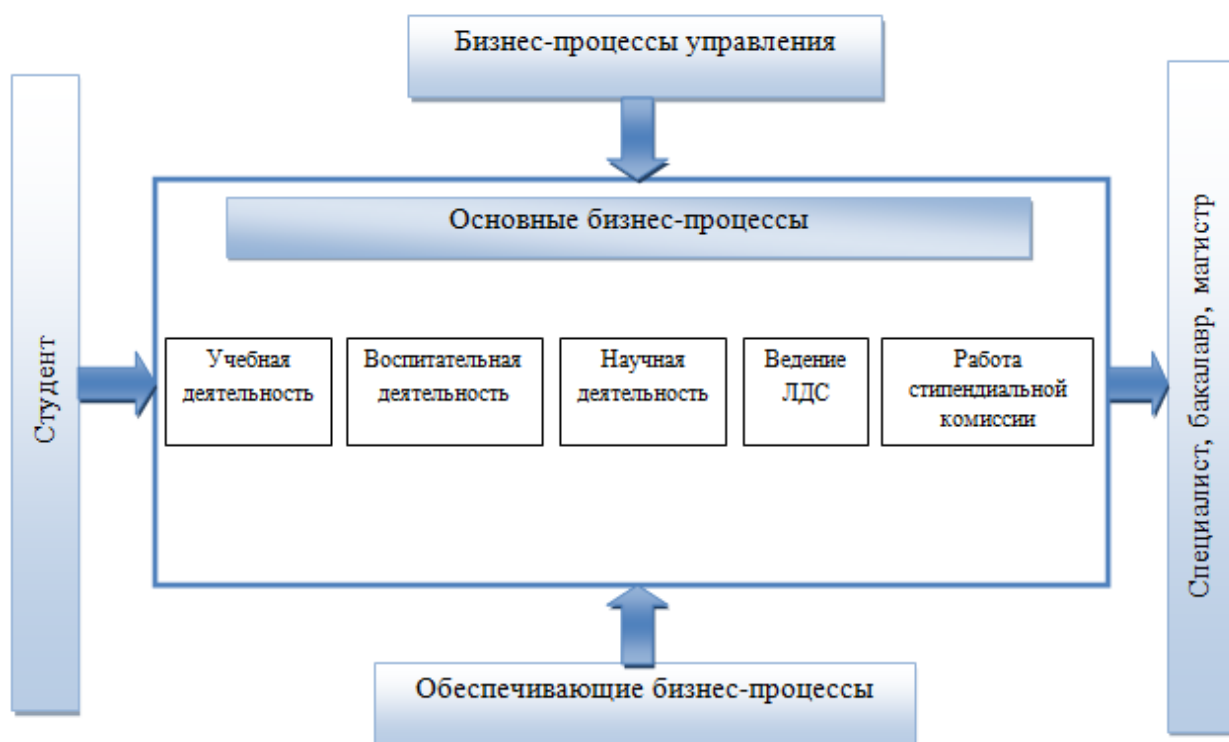 Бизнес-процессы управления
Студент
Основные бизнес-процессы
Учебная
деятельность
Воспитательная
деятельность
Научная
деятельность
Ведение
ЛДС
Работа
стипендиальной
комиссии
Специалист, бакалавр, магистр
Обеспечивающие бизнес-процессы